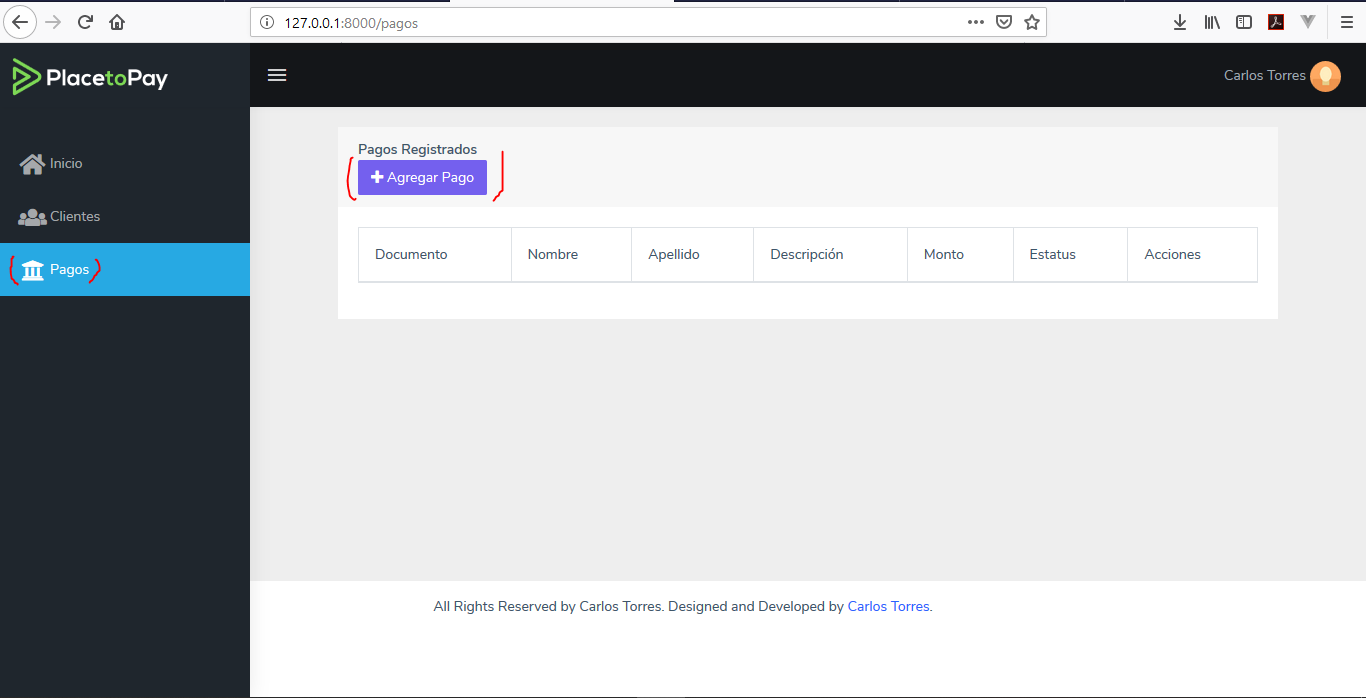 127.0.0.1:8000/pagos
PlacetoPay
Carlos Torres
Inicio
Clientes
Pagos
Pagos Registrados
Agregar Pago
Documento Nombre Apellido Descripción Monto Estatus Acciones
All Rights Reserved by Carlos Torres. Designed and Developed by Carlos Torres.